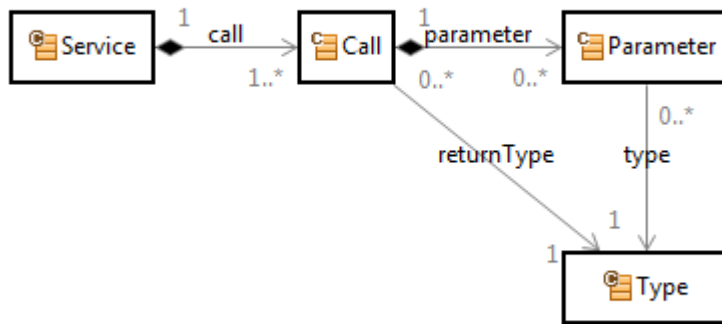 1
1
call
parameter
Service
Call
Parameter
1..*
0..*
0..*
0..*
returnType
type
1
1
Type